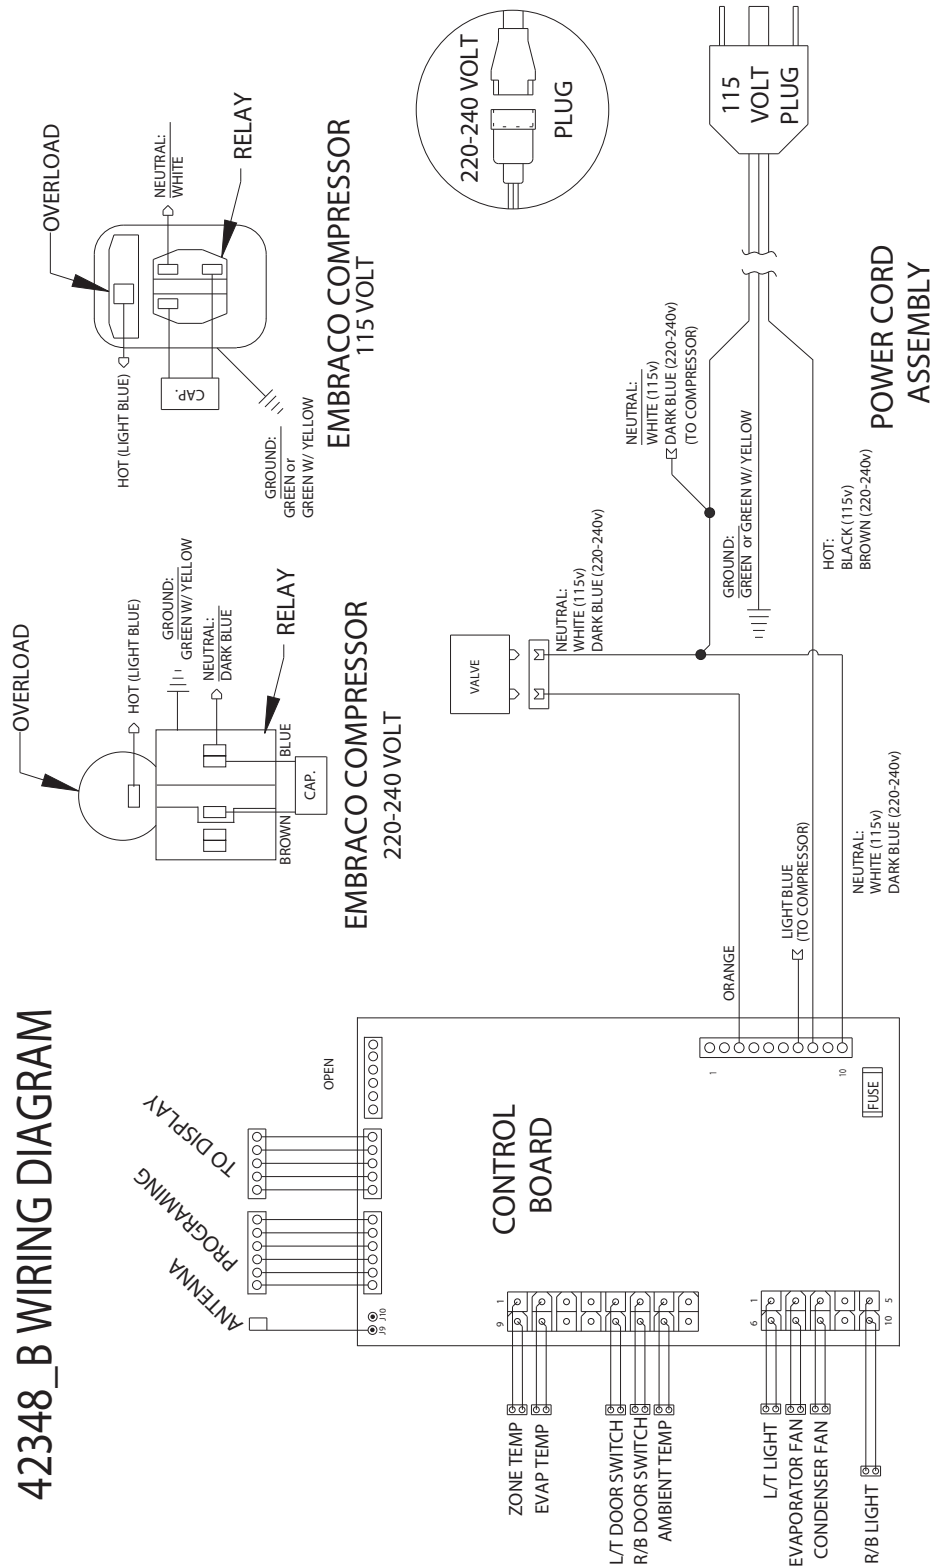 42348_B WIRING DIAGRAM
OVERLOAD
HOT (LIGHT BLUE)
GROUND:
GREEN W/ YELLOW
NEUTRAL:
DARK BLUE
RELAY
BLUE
BROWN
CAP.
EMBRACO COMPRESSOR
220-240 VOLT
OVERLOAD
NEUTRAL:
WHITE
RELAY
HOT (LIGHT BLUE)
CAP.
GROUND:
GREEN or
GREEN W/ YELLOW
EMBRACO COMPRESSOR
115 VOLT
220-240 VOLT
PLUG
115
VOLT
PLUG
POWER CORD
ASSEMBLY
NEUTRAL:
WHITE (115v)
DARK BLUE (220-240v)
(TO COMPRESSOR)
GROUND:
GREEN or GREEN W/ YELLOW
HOT:
BLACK (115v)
BROWN (220-240v)
VALVE
NEUTRAL:
WHITE (115v)
DARK BLUE (220-240v)
ORANGE
LIGHT BLUE
(TO COMPRESSOR)
NEUTRAL:
WHITE (115v)
DARK BLUE (220-240v)
ANTENNA
PROGRAMING
TO DISPLAY
OPEN
J9
J10
CONTROL
BOARD
1
10
FUSE
9
1
ZONE TEMP
EVAP TEMP
L/T DOOR SWITCH
R/B DOOR SWITCH
AMBIENT TEMP
6
1
10
5
L/T LIGHT
EVAPORATOR FAN
CONDENSER FAN
R/B LIGHT